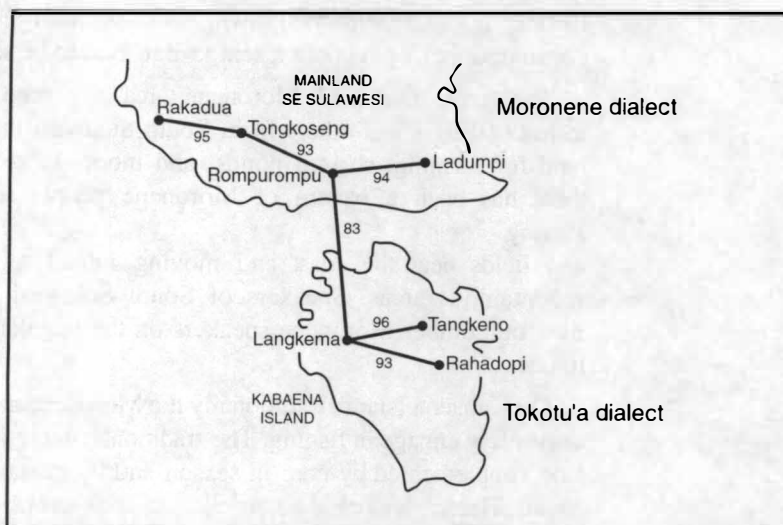 MAINLAND
SE SULAWESI
Moronene dialect
Rakadua
95
Tongkoseng
93
Rompurompu
94
Ladumpi
83
Langkema
96
Tangkeno
93
Rahadopi
KABAENA
ISLAND
Tokotu'a dialect